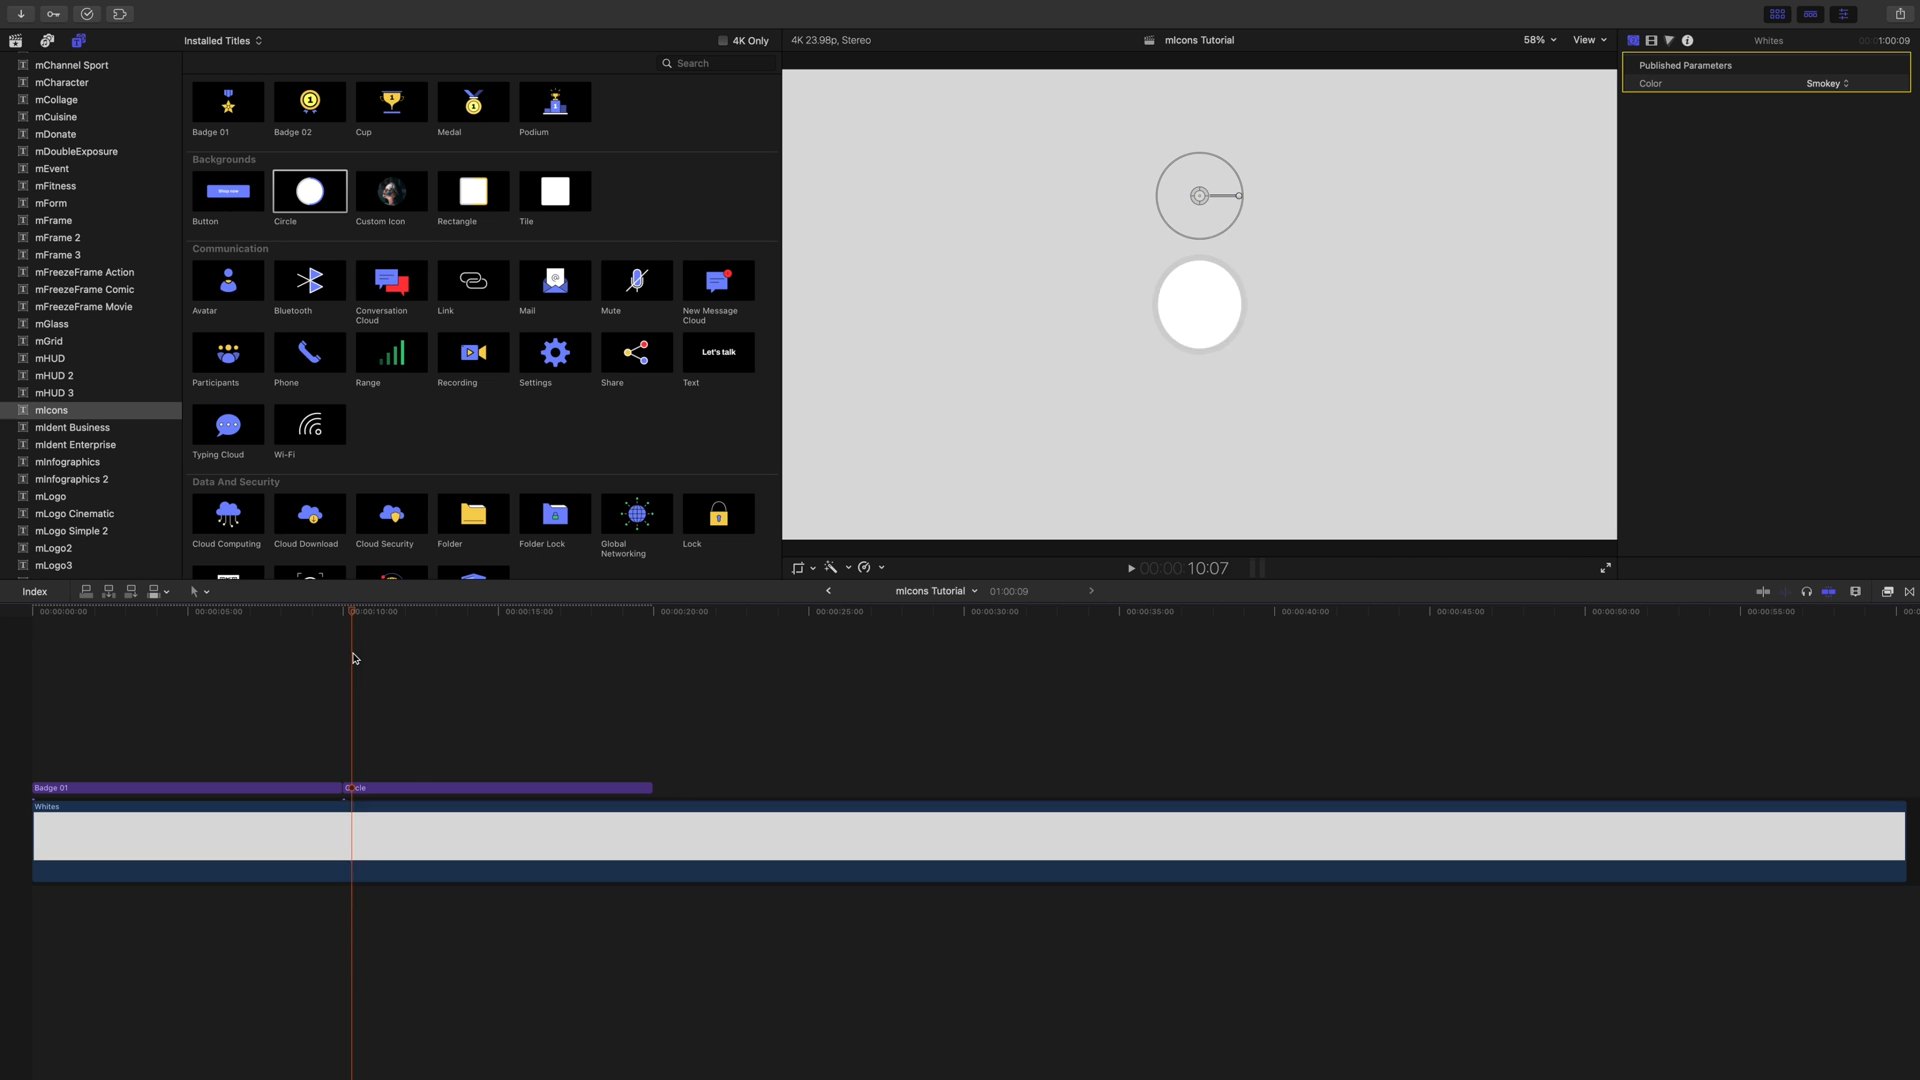 Installed Titles
4K Only
4K 23.98p, Stereo
mIcons Tutorial
58%
View
Whites
00:01:00:09
mChannel Sport
mCharacter
mCollage
mCuisine
mDonate
mDoubleExposure
mEvent
mFitness
mForm
mFrame
mFrame 2
mFrame 3
mFreezeFrame Action
mFreezeFrame Comic
mFreezeFrame Movie
mGlass
mGrid
mHUD
mHUD 2
mHUD 3
mIcons
mIdent Business
mIdent Enterprise
mInfographics
mInfographics 2
mLogo
mLogo Cinematic
mLogo Simple 2
mLogo2
mLogo3
Search
Badge 01
Badge 02
Cup
Medal
Podium
Backgrounds
Shop now
Button
Circle
Custom Icon
Rectangle
Tile
Communication
Avatar
Bluetooth
Conversation Cloud
Link
Mail
Mute
New Message Cloud
Let's talk
Participants
Phone
Range
Recording
Settings
Share
Text
Typing Cloud
Wi-Fi
Data And Security
Cloud Computing
Cloud Download
Cloud Security
Folder
Folder Lock
Global Networking
Lock
Published Parameters
Color
Smokey
00:00:10:07
Index
mIcons Tutorial
01:00:09
00:00:00:00
00:00:05:00
00:00:10:00
00:00:15:00
00:00:20:00
00:00:25:00
00:00:30:00
00:00:35:00
00:00:40:00
00:00:45:00
00:00:50:00
00:00:55:00
Badge 01
Whites